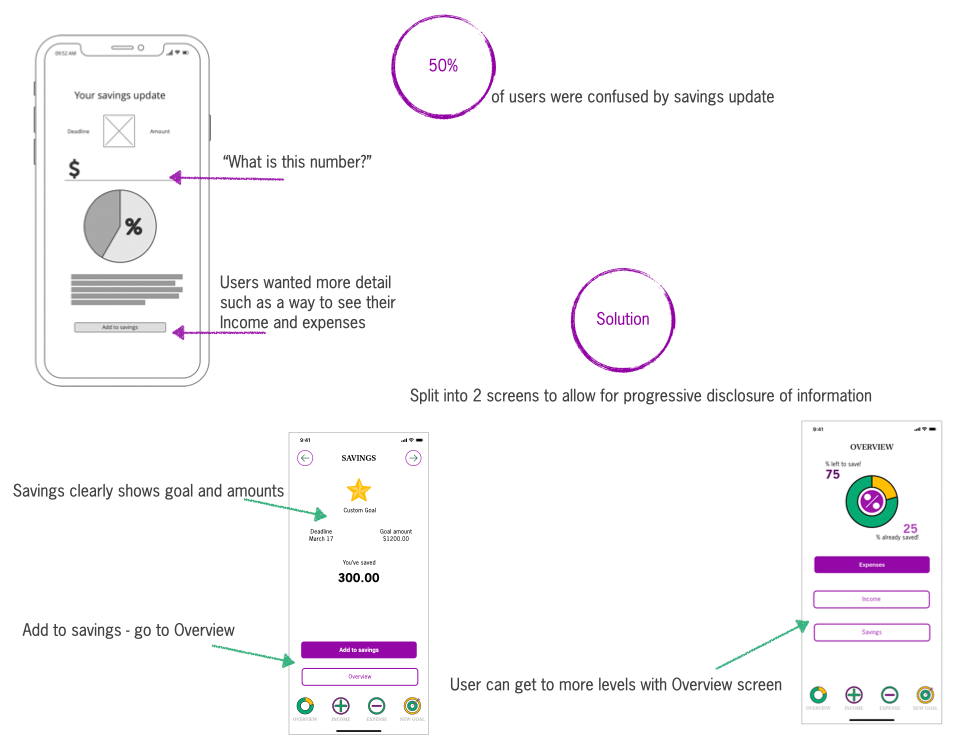 50%
of users were confused by savings update
09:52 AM
Your savings update
Deadline
Amount
$
"What is this number?"
%
Users wanted more detail
such as a way to see their
Income and expenses
Add to savings
Solution
Split into 2 screens to allow for progressive disclosure of information
9:41
SAVINGS
Custom Goal
Savings clearly shows goal and amounts
Deadline
March 17
Goal amount
$1200.00
You've saved
300.00
Add to savings - go to Overview
Add to savings
Overview
OVERVIEW
INCOME
EXPENSE
NEW GOAL
9:41
OVERVIEW
% left to save!
75
%
25
% already saved!
Expenses
Income
Savings
User can get to more levels with Overview screen
OVERVIEW
INCOME
EXPENSE
NEW GOAL